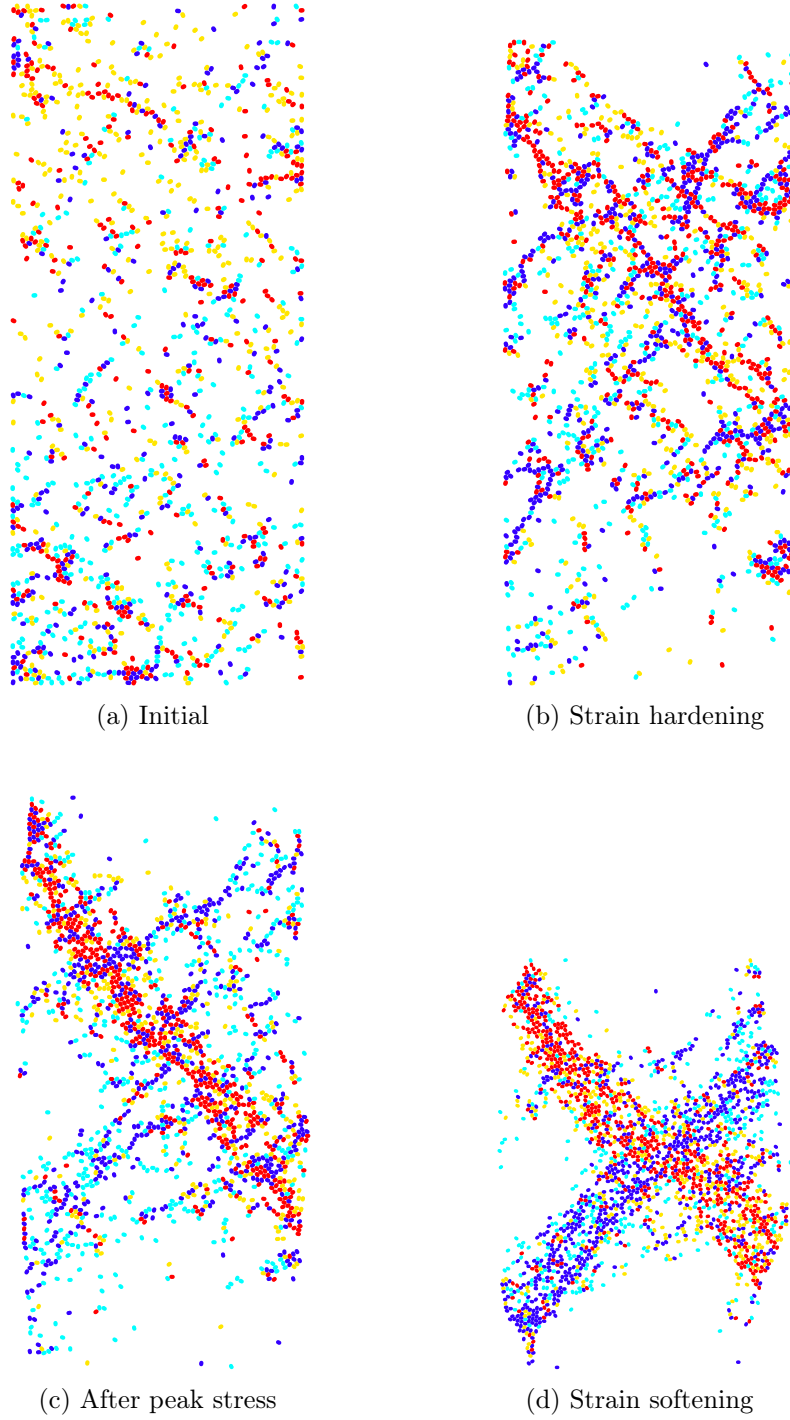 (a) Initial
(b) Strain hardening
(c) After peak stress
(d) Strain softening